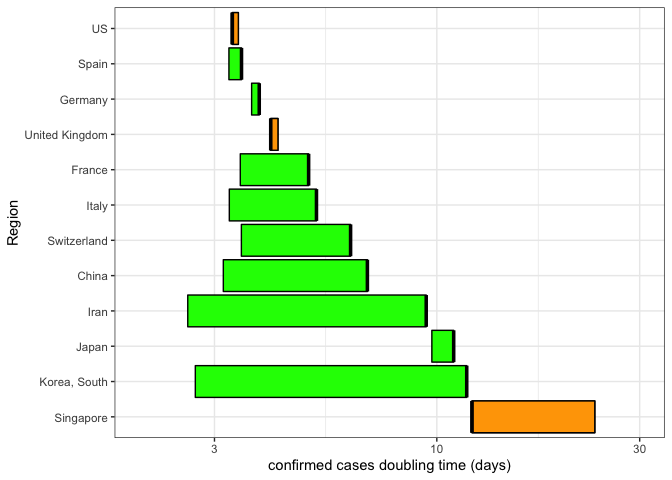 US
Spain
Germany
United Kingdom
France
Italy
Switzerland
China
Iran
Japan
Korea, South
Singapore
Region
3
10
30
confirmed cases doubling time (days)